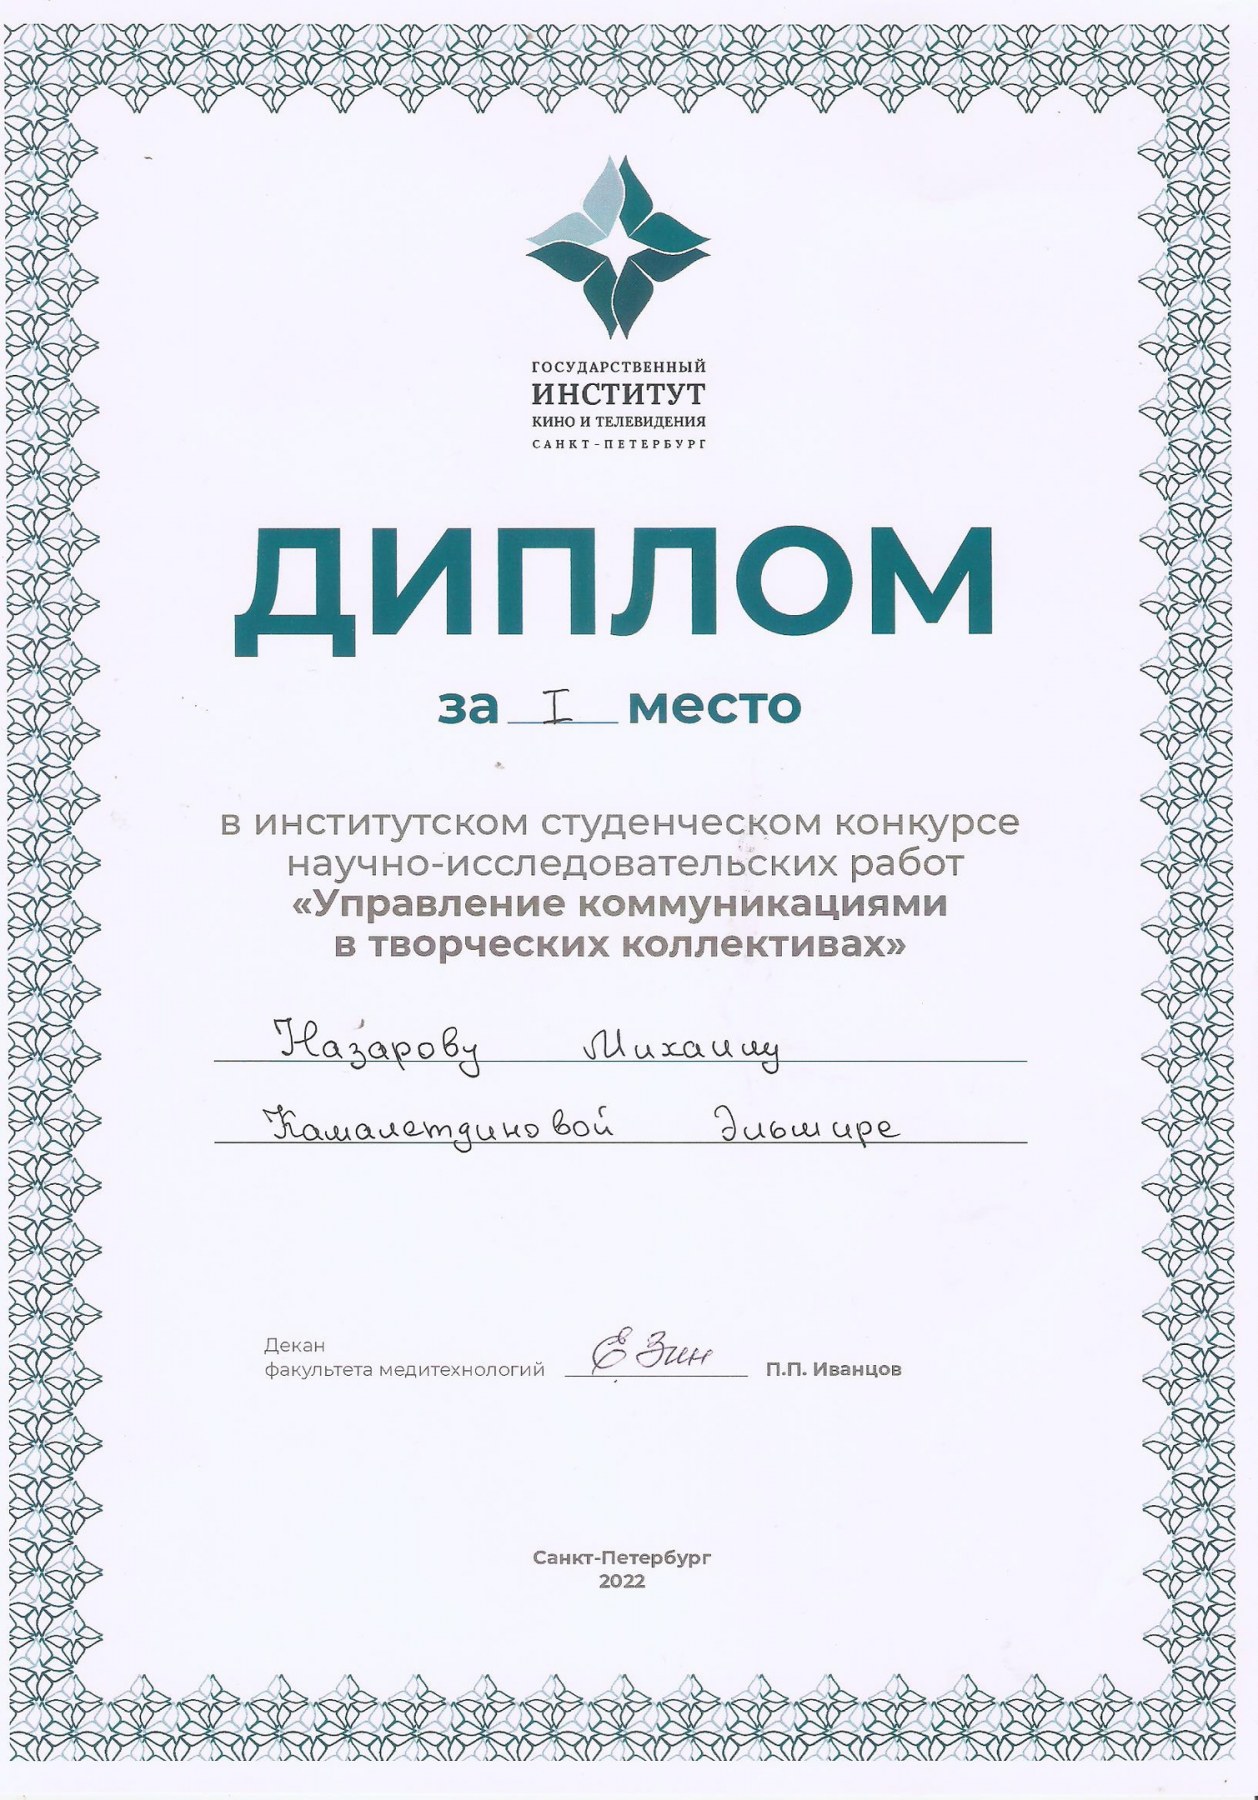 ГОСУДАРСТВЕННЫЙ
ИНСТИТУТ
КИНО И ТЕЛЕВИДЕНИЯ
САНКТ-ПЕТЕРБУРГ
ДИПЛОМ
за I место
в институтском студенческом конкурсе
научно-исследовательских работ
«Управление коммуникациями
в творческих коллективах»
Назарову Михаилу
Камалетдиновой Эльшире
Декан
факультета медитехнологий П.П. Иванцов
Санкт-Петербург
2022